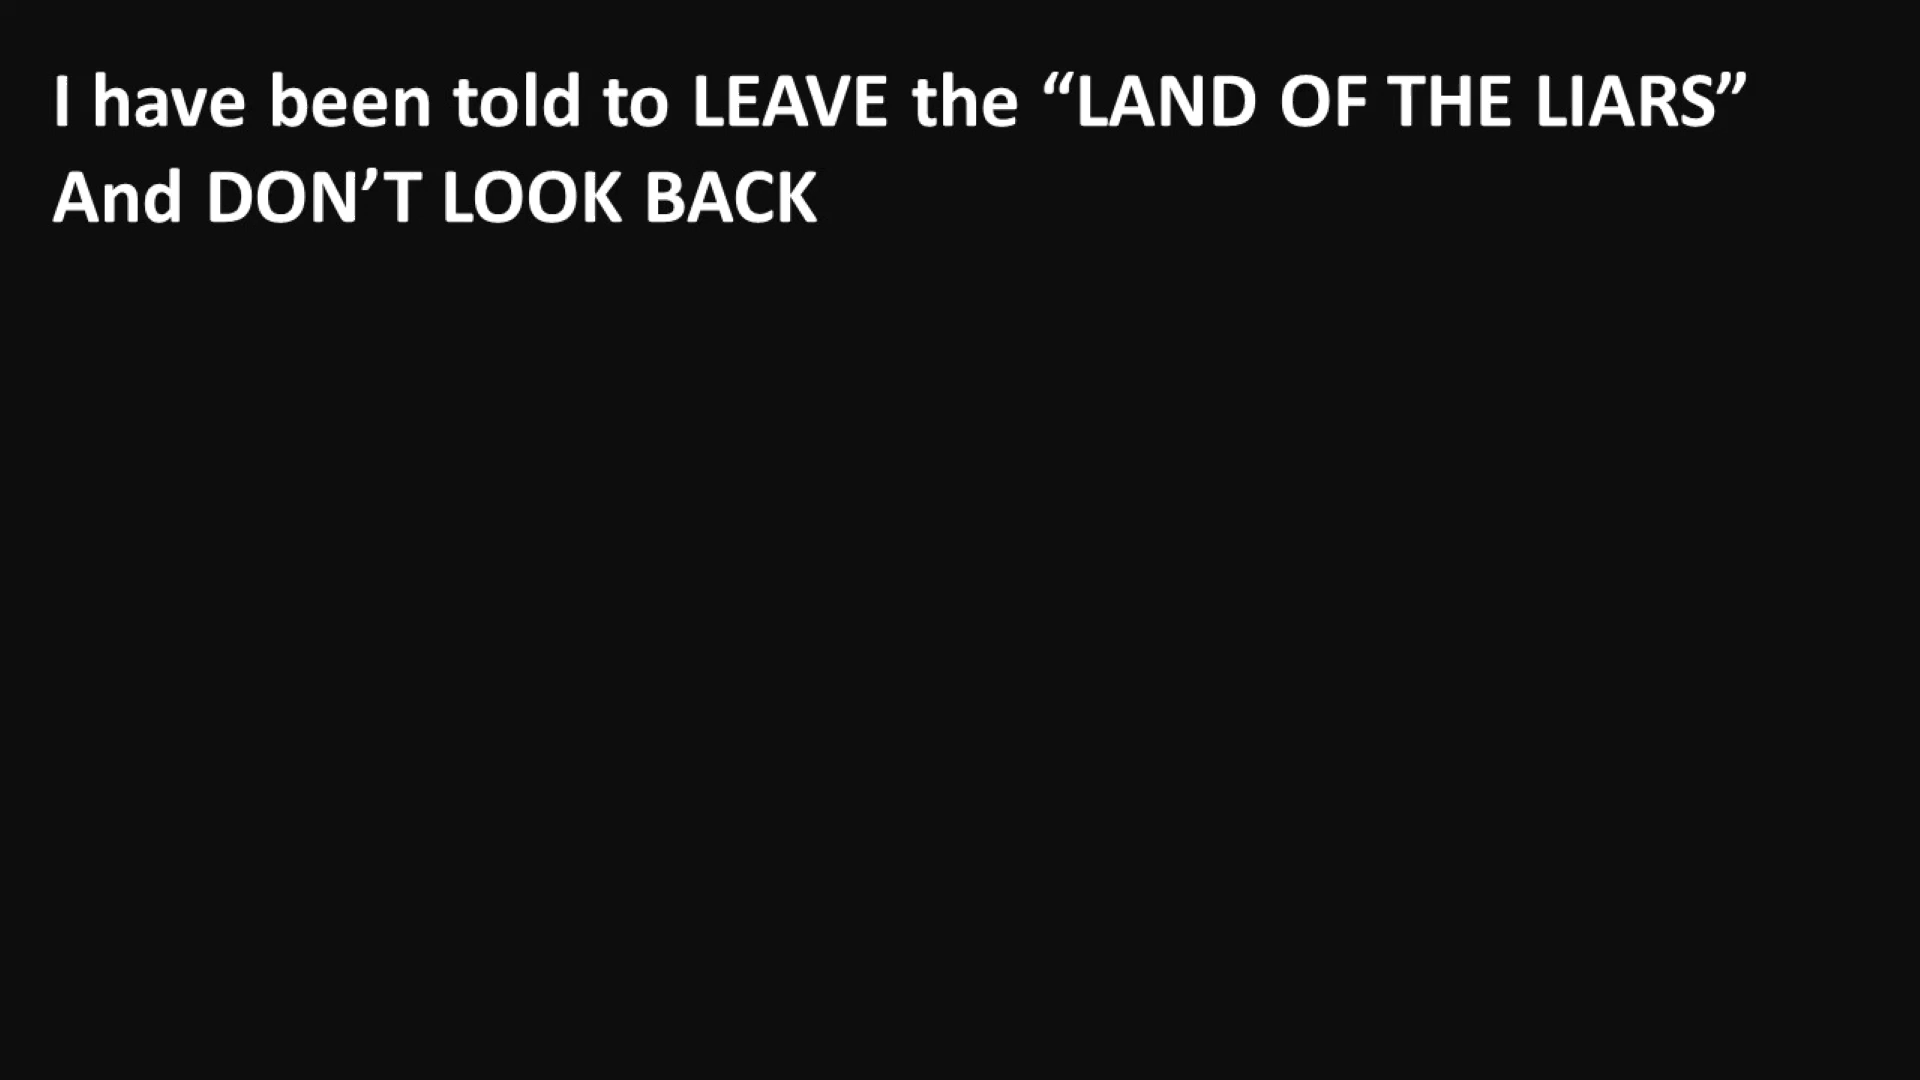 I have been told to LEAVE the “LAND OF THE LIARS”
And DON’T LOOK BACK